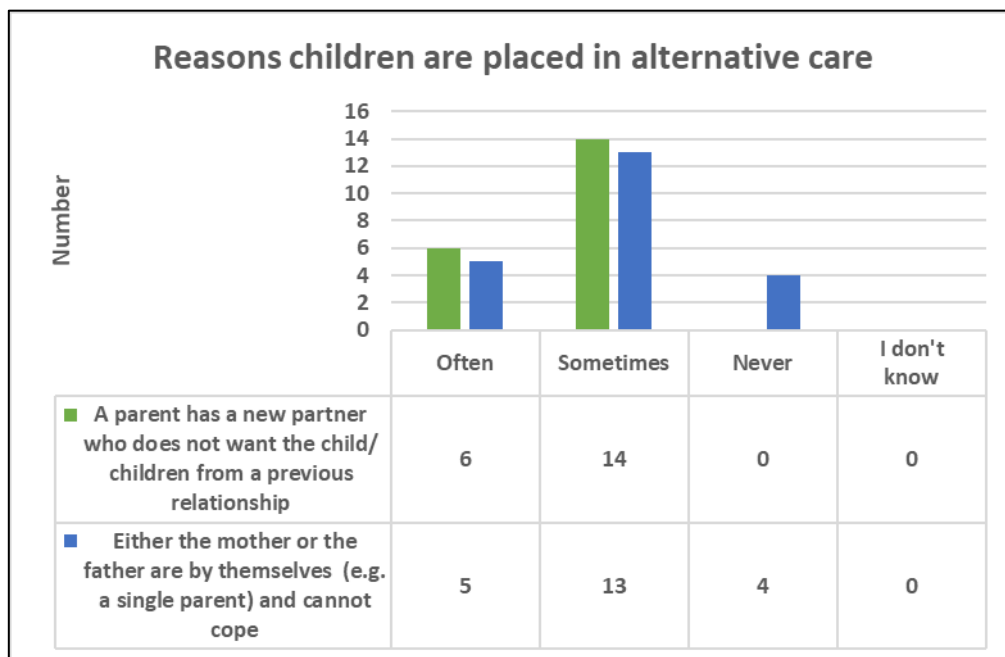 Reasons children are placed in alternative care
Number
16
14
12
10
8
6
4
2
0
Often
Sometimes
Never
I don't
know
A parent has a new partner
who does not want the child/
children from a previous
relationship
6
14
0
0
Either the mother or the
father are by themselves (e.g.
a single parent) and cannot
cope
5
13
4
0